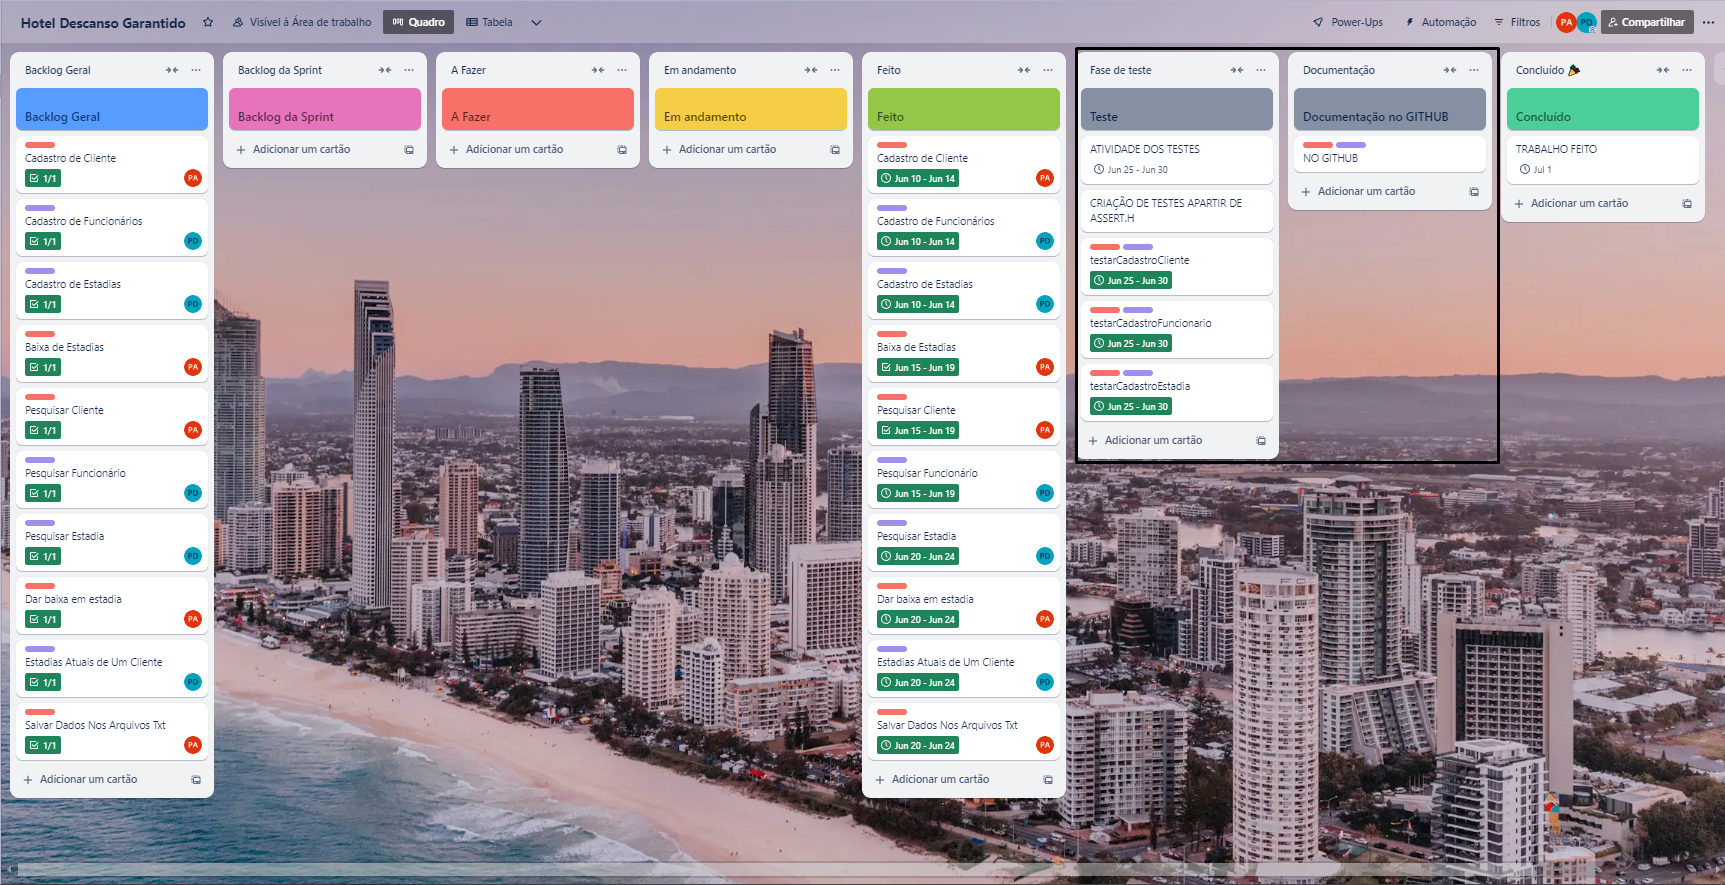 Hotel Descanso Garantido
Visível à Área de trabalho
Quadro
Tabela
Power-Ups
Automação
Filtros
PA
PD
Compartilhar
Backlog Geral
Backlog Geral
Cadastro de Cliente
1/1
PA
Cadastro de Funcionários
1/1
PD
Cadastro de Estadias
1/1
PD
Baixa de Estadias
1/1
PA
Pesquisar Cliente
1/1
PA
Pesquisar Funcionário
1/1
PD
Pesquisar Estadia
1/1
PD
Dar baixa em estadia
1/1
PA
Estadias Atuais de Um Cliente
1/1
PD
Salvar Dados Nos Arquivos Txt
1/1
PA
Adicionar um cartão
Backlog da Sprint
Backlog da Sprint
Adicionar um cartão
A Fazer
A Fazer
Adicionar um cartão
Em andamento
Em andamento
Adicionar um cartão
Feito
Feito
Cadastro de Cliente
Jun 10 - Jun 14
PA
Cadastro de Funcionários
Jun 10 - Jun 14
PD
Cadastro de Estadias
Jun 10 - Jun 14
PD
Baixa de Estadias
Jun 15 - Jun 19
PA
Pesquisar Cliente
Jun 15 - Jun 19
PA
Pesquisar Funcionário
Jun 15 - Jun 19
PD
Pesquisar Estadia
Jun 20 - Jun 24
PD
Dar baixa em estadia
Jun 20 - Jun 24
PA
Estadias Atuais de Um Cliente
Jun 20 - Jun 24
PD
Salvar Dados Nos Arquivos Txt
Jun 20 - Jun 24
PA
Adicionar um cartão
Fase de teste
Teste
ATIVIDADE DOS TESTES
Jun 25 - Jun 30
CRIAÇÃO DE TESTES APARTIR DE
ASSERT.H
testarCadastroCliente
Jun 25 - Jun 30
testarCadastroFuncionario
Jun 25 - Jun 30
testarCadastroEstadia
Jun 25 - Jun 30
Adicionar um cartão
Documentação
Documentação no GITHUB
NO GITHUB
Adicionar um cartão
Concluído
Concluído
TRABALHO FEITO
Jul 1
Adicionar um cartão